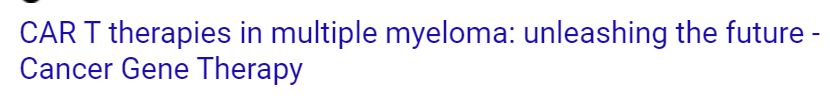 CAR T therapies in multiple myeloma: unleashing the future -
Cancer Gene Therapy